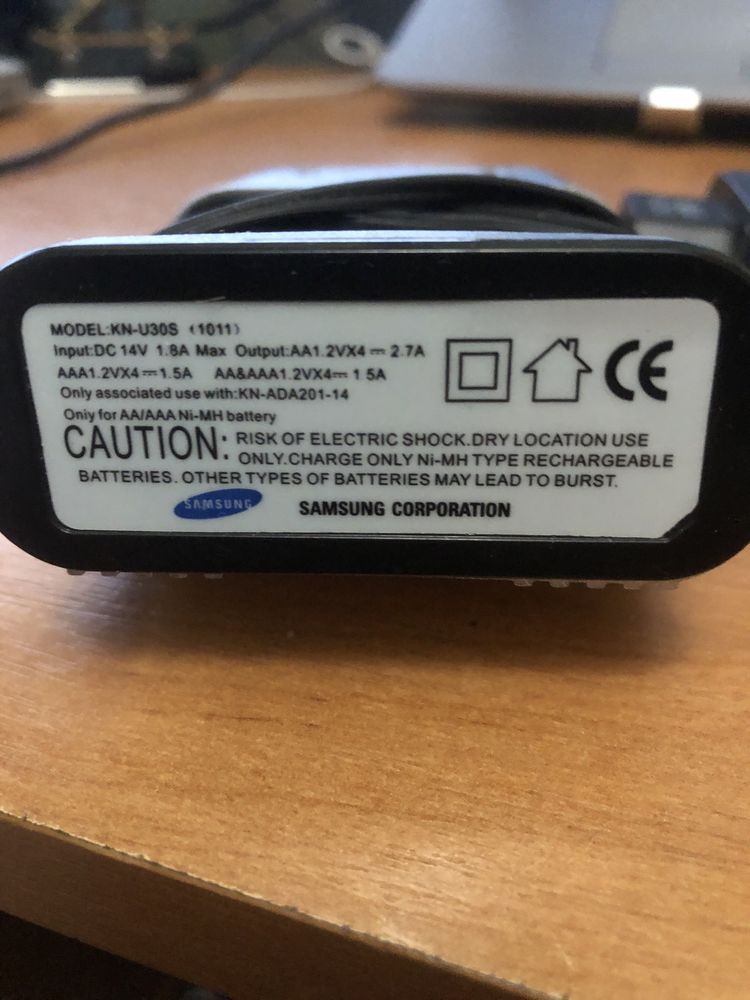 MODEL:KN-U30S (1011)
Input:DC 14V 1.8A Max Output:AA1.2VX4⎓2.7A
AAA1.2VX4⎓1.5A AA&AAA1.2VX4⎓1 5A
Only associated use with:KN-ADA201-14
Only for AA/AAA Ni-MH battery
CAUTION: RISK OF ELECTRIC SHOCK.DRY LOCATION USE
ONLY.CHARGE ONLY Ni-MH TYPE RECHARGEABLE
BATTERIES. OTHER TYPES OF BATTERIES MAY LEAD TO BURST.
SAMSUNG SAMSUNG CORPORATION
CE